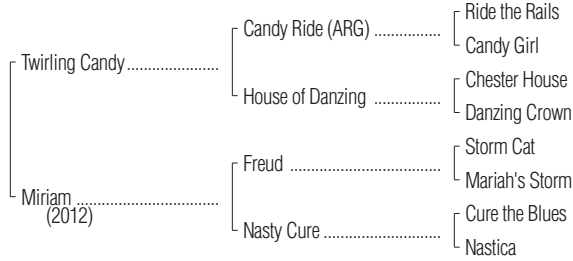 Ride the Rails
Candy Ride (ARG) ................
Candy Girl
Twirling Candy ......................
Chester House
House of Danzing ................
Danzing Crown
Storm Cat
Freud ....................................
Mariah's Storm
Miriam ..................................
(2012)
Cure the Blues
Nasty Cure ............................
Nastica